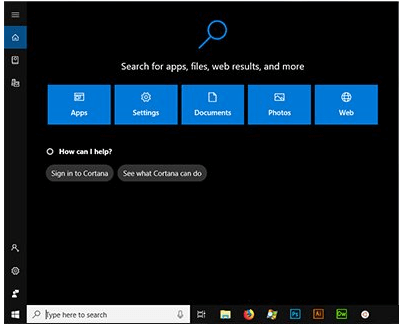 Search for apps, files, web results, and more
Apps Settings Documents Photos Web
How can I help?
Sign in to Cortana See what Cortana can do
Type here to search Ps Ai Dw